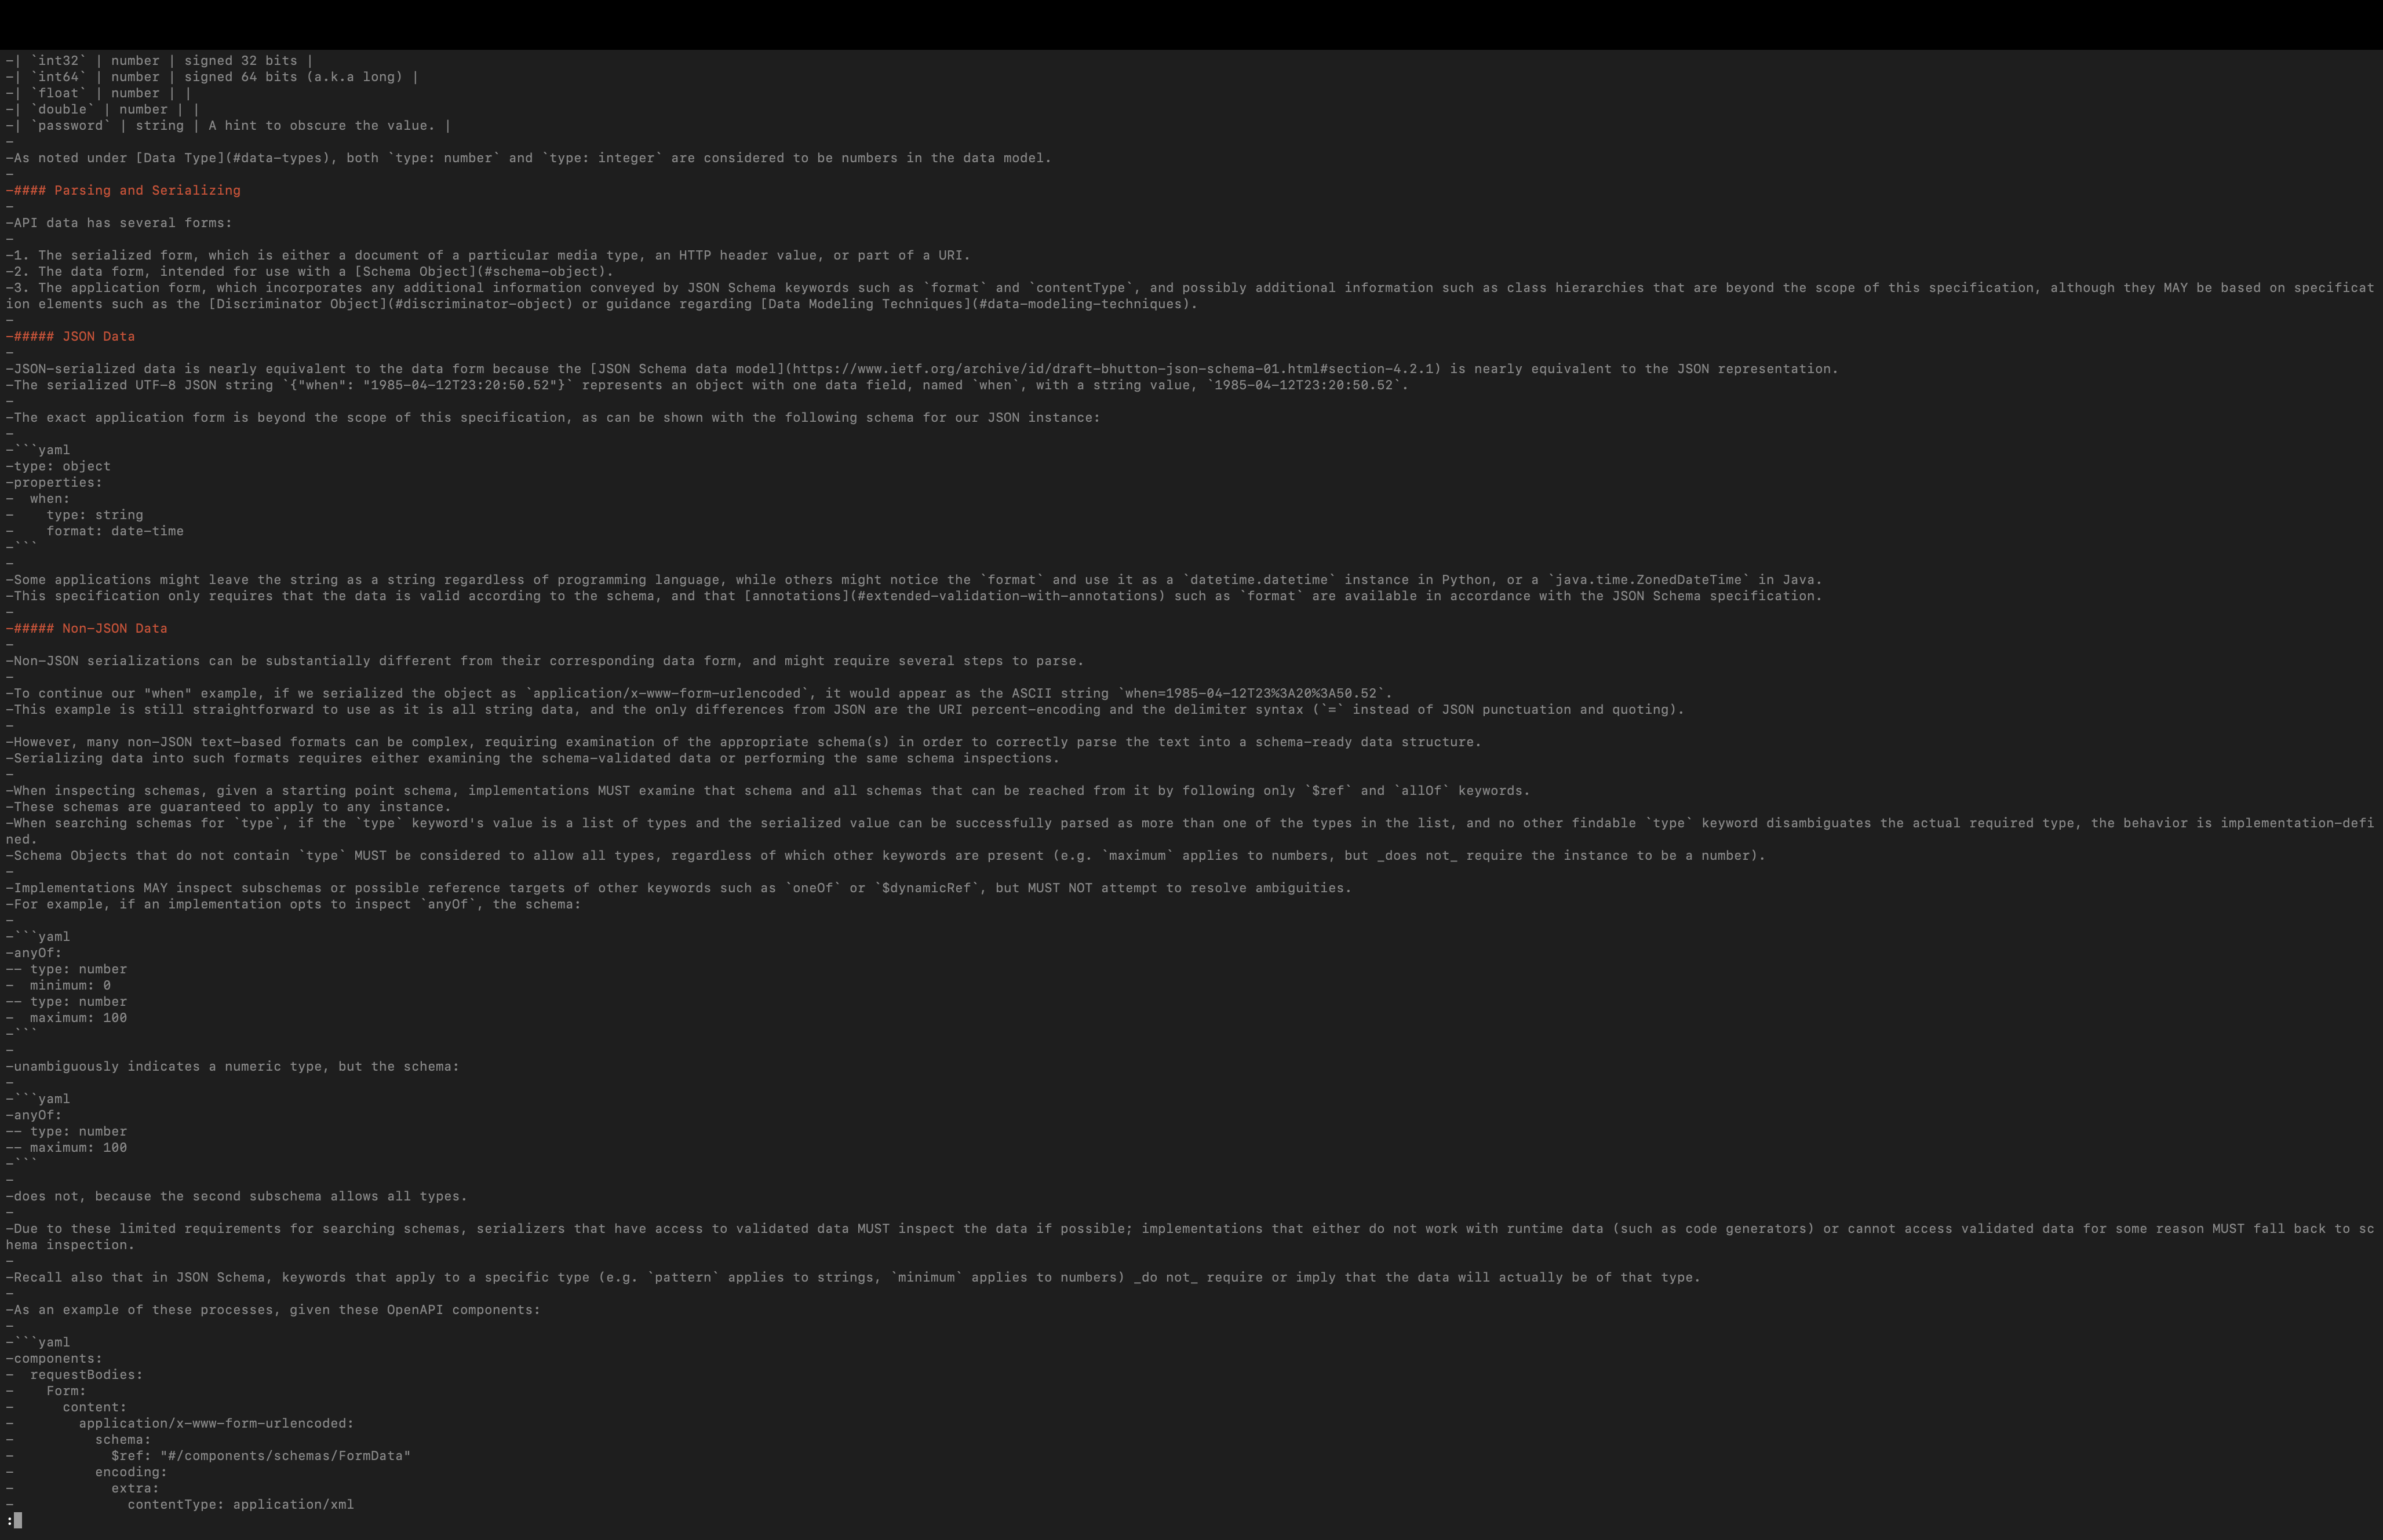 -| `int32` | number | signed 32 bits |
-| `int64` | number | signed 64 bits (a.k.a long) |
-| `float` | number | |
-| `double` | number | |
-| `password` | string | A hint to obscure the value. |
-
-As noted under [Data Type](#data-types), both `type: number` and `type: integer` are considered to be numbers in the data model.
-
-#### Parsing and Serializing
-
-API data has several forms:
-
-1. The serialized form, which is either a document of a particular media type, an HTTP header value, or part of a URI.
-2. The data form, intended for use with a [Schema Object](#schema-object).
-3. The application form, which incorporates any additional information conveyed by JSON Schema keywords such as `format` and `contentType`, and possibly additional information such as class hierarchies that are beyond the scope of this specification, although they MAY be based on specificat
ion elements such as the [Discriminator Object](#discriminator-object) or guidance regarding [Data Modeling Techniques](#data-modeling-techniques).
-
-##### JSON Data
-
-JSON-serialized data is nearly equivalent to the data form because the [JSON Schema data model](https://www.ietf.org/archive/id/draft-bhutton-json-schema-01.html#section-4.2.1) is nearly equivalent to the JSON representation.
-The serialized UTF-8 JSON string `{"when": "1985-04-12T23:20:50.52"}` represents an object with one data field, named `when`, with a string value, `1985-04-12T23:20:50.52`.
-
-The exact application form is beyond the scope of this specification, as can be shown with the following schema for our JSON instance:
-
-```yaml
-type: object
-properties:
-  when:
-    type: string
-    format: date-time
-```
-
-Some applications might leave the string as a string regardless of programming language, while others might notice the `format` and use it as a `datetime.datetime` instance in Python, or a `java.time.ZonedDateTime` in Java.
-This specification only requires that the data is valid according to the schema, and that [annotations](#extended-validation-with-annotations) such as `format` are available in accordance with the JSON Schema specification.
-
-##### Non-JSON Data
-
-Non-JSON serializations can be substantially different from their corresponding data form, and might require several steps to parse.
-
-To continue our "when" example, if we serialized the object as `application/x-www-form-urlencoded`, it would appear as the ASCII string `when=1985-04-12T23%3A20%3A50.52`.
-This example is still straightforward to use as it is all string data, and the only differences from JSON are the URI percent-encoding and the delimiter syntax (`=` instead of JSON punctuation and quoting).
-
-However, many non-JSON text-based formats can be complex, requiring examination of the appropriate schema(s) in order to correctly parse the text into a schema-ready data structure.
-Serializing data into such formats requires either examining the schema-validated data or performing the same schema inspections.
-
-When inspecting schemas, given a starting point schema, implementations MUST examine that schema and all schemas that can be reached from it by following only `$ref` and `allOf` keywords.
-These schemas are guaranteed to apply to any instance.
-When searching schemas for `type`, if the `type` keyword's value is a list of types and the serialized value can be successfully parsed as more than one of the types in the list, and no other findable `type` keyword disambiguates the actual required type, the behavior is implementation-defi
ned.
-Schema Objects that do not contain `type` MUST be considered to allow all types, regardless of which other keywords are present (e.g. `maximum` applies to numbers, but _does not_ require the instance to be a number).
-
-Implementations MAY inspect subschemas or possible reference targets of other keywords such as `oneOf` or `$dynamicRef`, but MUST NOT attempt to resolve ambiguities.
-For example, if an implementation opts to inspect `anyOf`, the schema:
-
-```yaml
-anyOf:
-- type: number
-  minimum: 0
-- type: number
-  maximum: 100
-```
-
-unambiguously indicates a numeric type, but the schema:
-
-```yaml
-anyOf:
-- type: number
-- maximum: 100
-```
-
-does not, because the second subschema allows all types.
-
-Due to these limited requirements for searching schemas, serializers that have access to validated data MUST inspect the data if possible; implementations that either do not work with runtime data (such as code generators) or cannot access validated data for some reason MUST fall back to sc
hema inspection.
-
-Recall also that in JSON Schema, keywords that apply to a specific type (e.g. `pattern` applies to strings, `minimum` applies to numbers) _do not_ require or imply that the data will actually be of that type.
-
-As an example of these processes, given these OpenAPI components:
-
-```yaml
-components:
-  requestBodies:
-    Form:
-      content:
-        application/x-www-form-urlencoded:
-          schema:
-            $ref: "#/components/schemas/FormData"
-          encoding:
-            extra:
-              contentType: application/xml
: